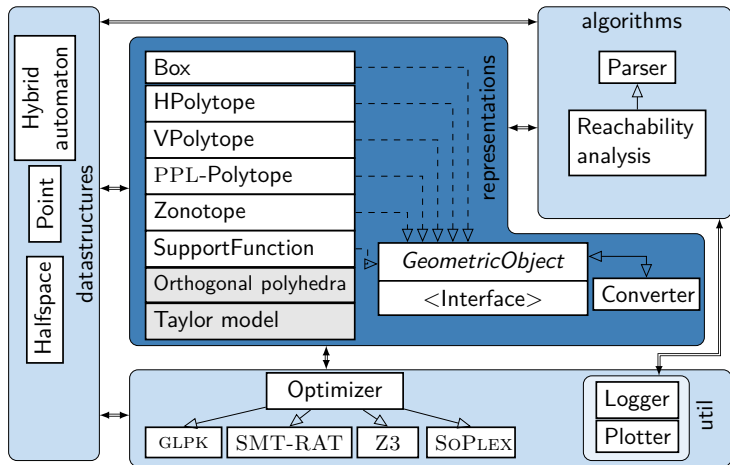 Hybrid
automaton
Point
Halfspace
datastructures
Box
HPolytope
VPolytope
PPL-Polytope
Zonotope
SupportFunction
Orthogonal polyhedra
Taylor model
representations
GeometricObject
<Interface>
Converter
algorithms
Parser
Reachability
analysis
Optimizer
GLPK
SMT-RAT
Z3
SOPLEX
Logger
Plotter
util